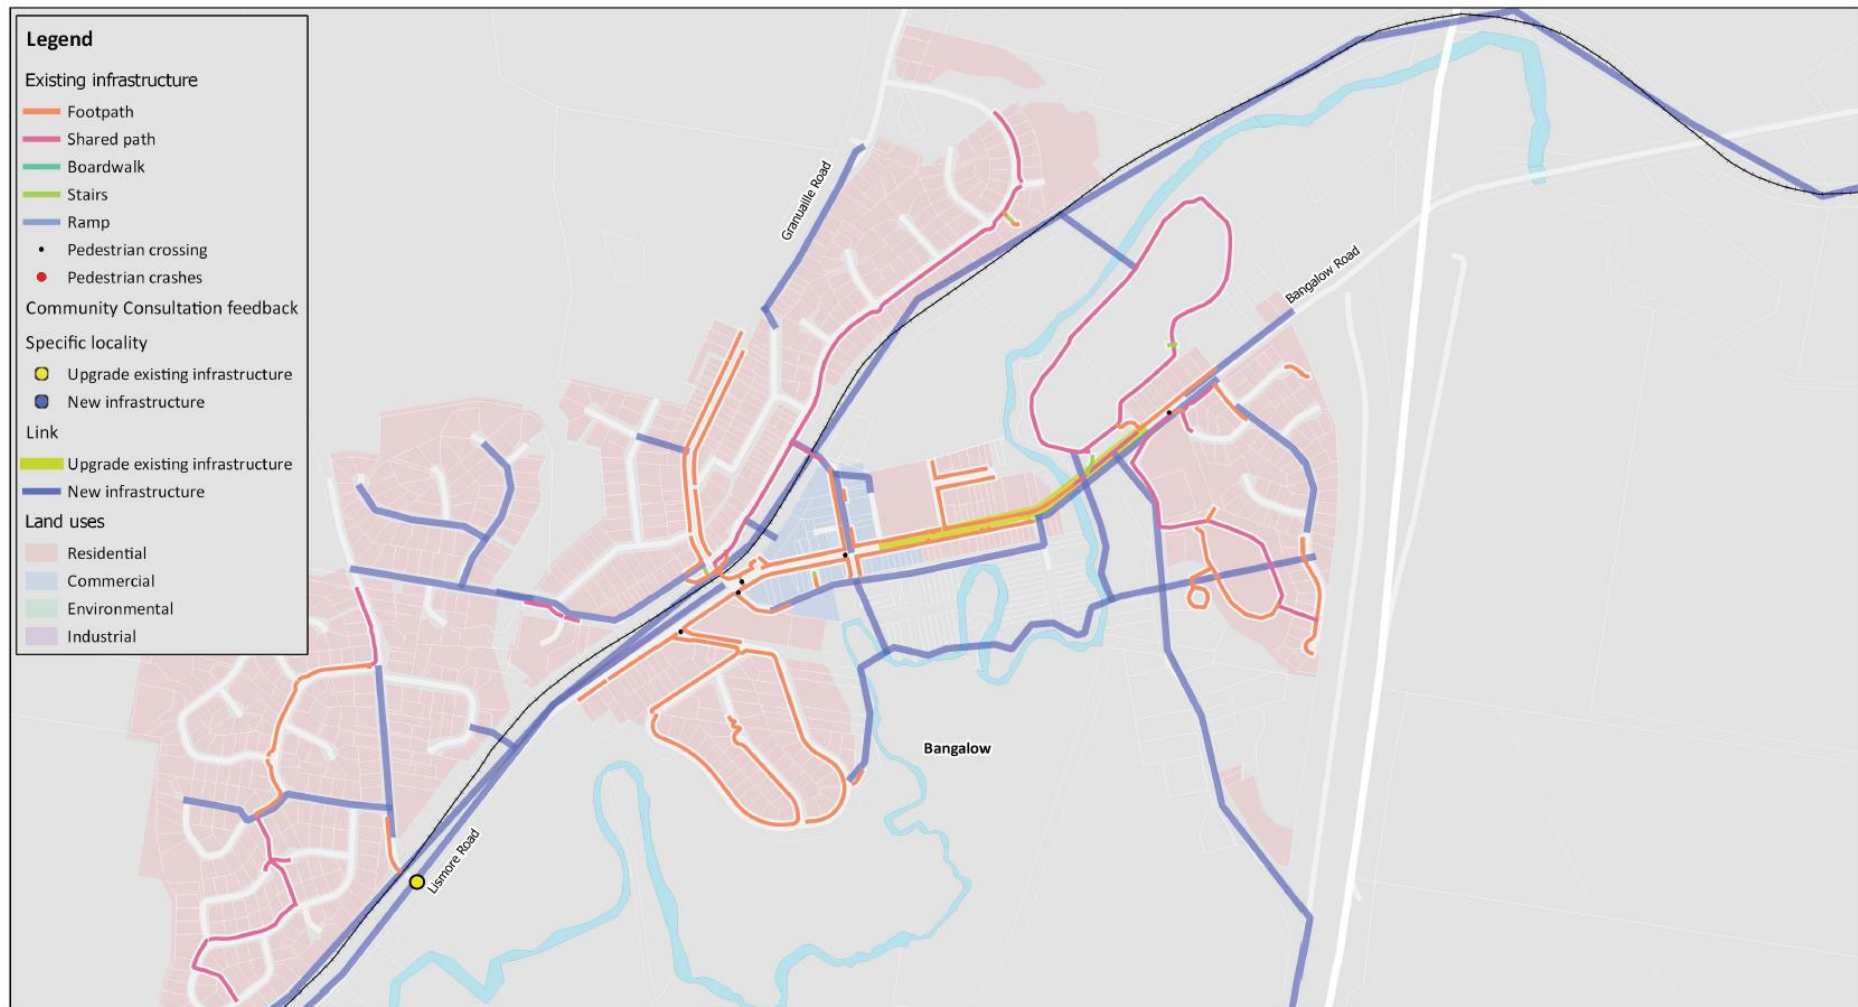 Legend
Existing infrastructure
Footpath
Shared path
Boardwalk
Stairs
Ramp
Pedestrian crossing
Pedestrian crashes
Community Consultation feedback
Specific locality
Upgrade existing infrastructure
New infrastructure
Link
Upgrade existing infrastructure
New infrastructure
Land uses
Residential
Commercial
Environmental
Industrial
Granuaille Road
Bangalow Road
Bangalow
Lismore Road